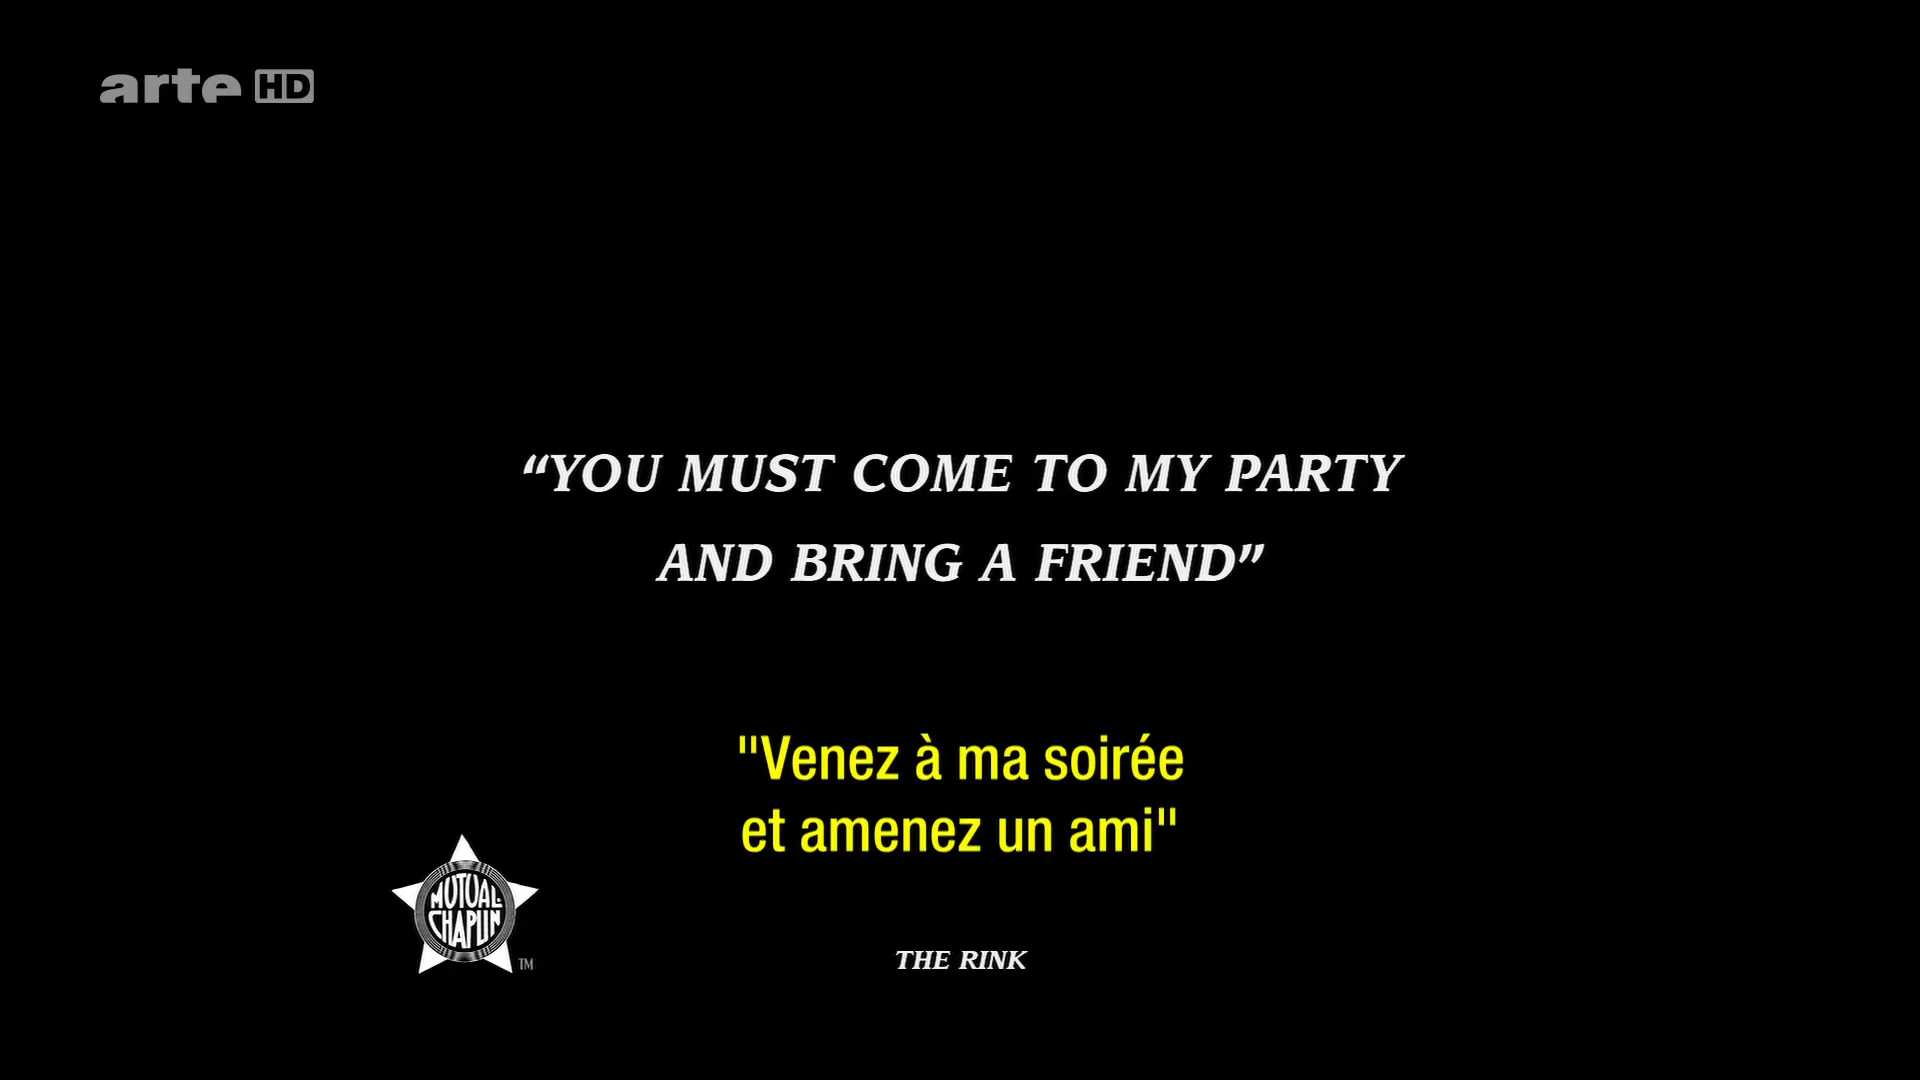 arte HD
“YOU MUST COME TO MY PARTY
AND BRING A FRIEND”
"Venez à ma soirée
et amenez un ami"
MUTUAL-
CHAPLIN
TM
THE RINK